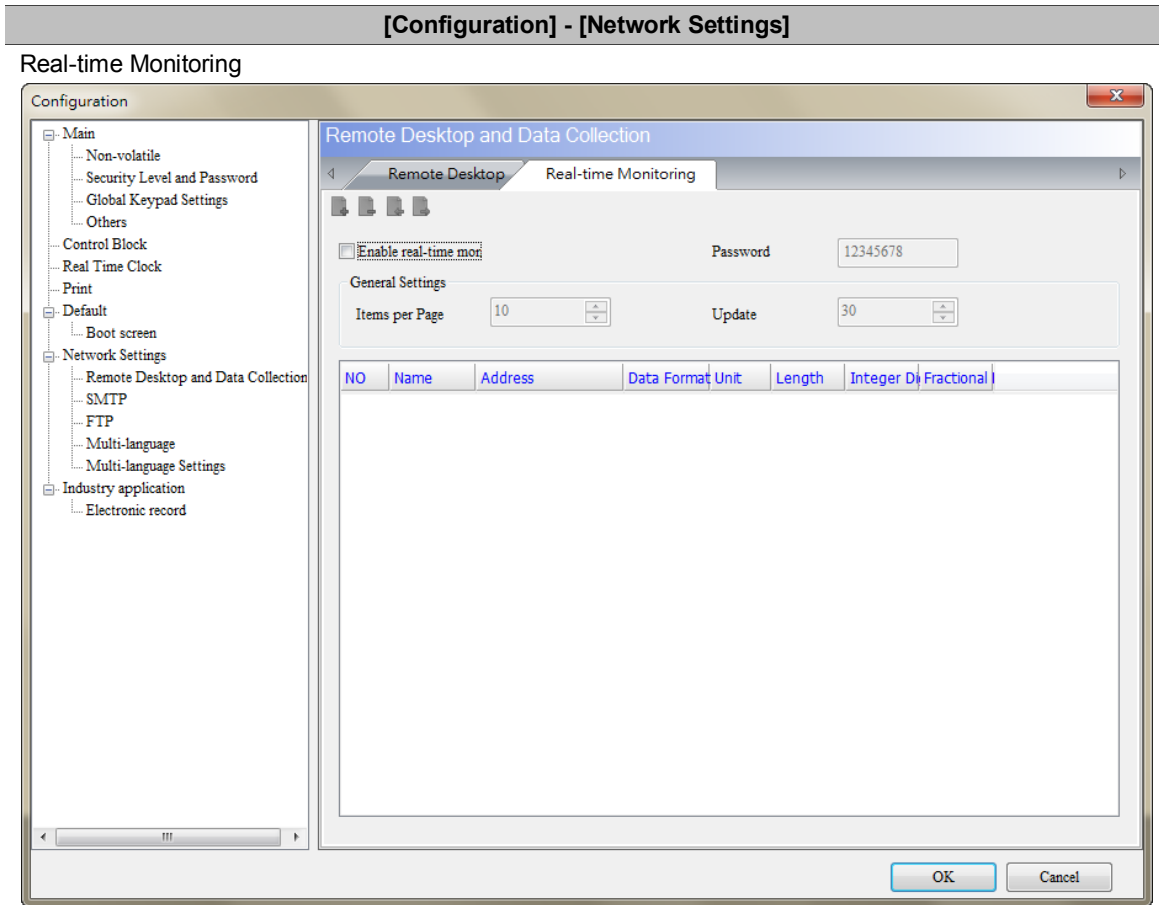 [Configuration] - [Network Settings]
Real-time Monitoring
Configuration
Main
Non-volatile
Security Level and Password
Global Keypad Settings
Others
Control Block
Real Time Clock
Print
Default
Boot screen
Network Settings
Remote Desktop and Data Collection
SMTP
FTP
Multi-language
Multi-language Settings
Industry application
Electronic record
Remote Desktop and Data Collection
Remote Desktop Real-time Monitoring
Enable real-time mor Password 12345678
General Settings
Items per Page 10 Update 30
NO Name Address Data Format Unit Length Integer Di Fractional
OK Cancel